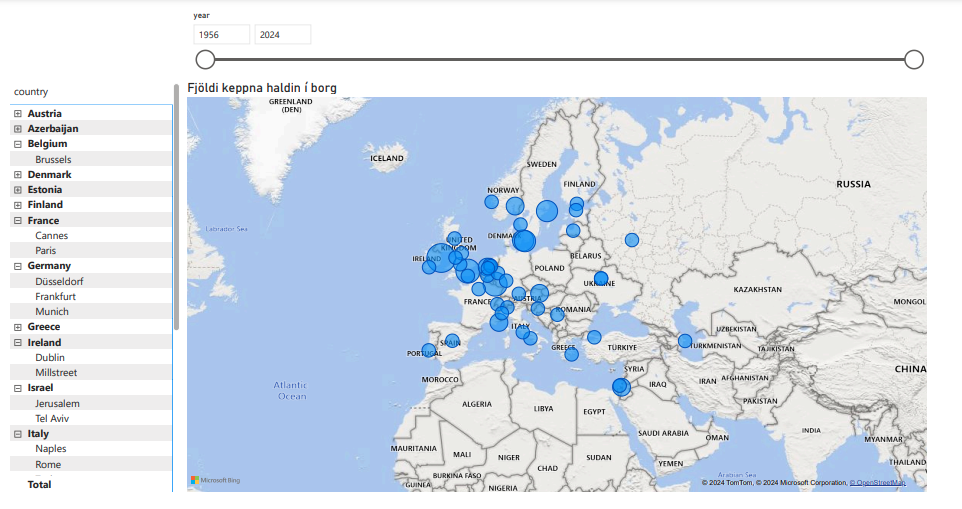 year
1956 2024
country
Austria
Azerbaijan
Belgium
Brussels
Denmark
Estonia
Finland
France
Cannes
Paris
Germany
Düsseldorf
Frankfurt
Munich
Greece
Ireland
Dublin
Millstreet
Israel
Jerusalem
Tel Aviv
Italy
Naples
Rome
Total
Fjöldi keppna haldin í borg
GREENLAND
(DEN)
ICELAND
SWEDEN
NORWAY
FINLAND
RUSSIA
Labrador Sea
UNITED
KINGDOM
IRELAND
DENMA
BELARUS
POLAND
UKRAINE
KAZAKHSTAN
MONGOL
FRANCE
AUSTRIA
ROMANIA
ITALY
UZBEKISTAN
TURKMENISTAN
TAJIKISTAN
SPAIN
PORTUGAL
GREECE
TÜRKIYE
SYRIA
CHINA
Atlantic
Ocean
MOROCCO
IRAQ
IRAN
AFGHANISTAN
PAKISTAN
ALGERIA
LIBYA
EGYPT
INDIA
SAUDI ARABIA
OMAN
MYANMAR
MAURITANIA
MALI
NIGER
CHAD
SUDAN
YEMEN
THAILAND
BURKINA FASO
GUINEA
NIGERIA
Arabian Sea
Microsoft Bing
© 2024 TomTom, © 2024 Microsoft Corporation, © OpenStreetMap